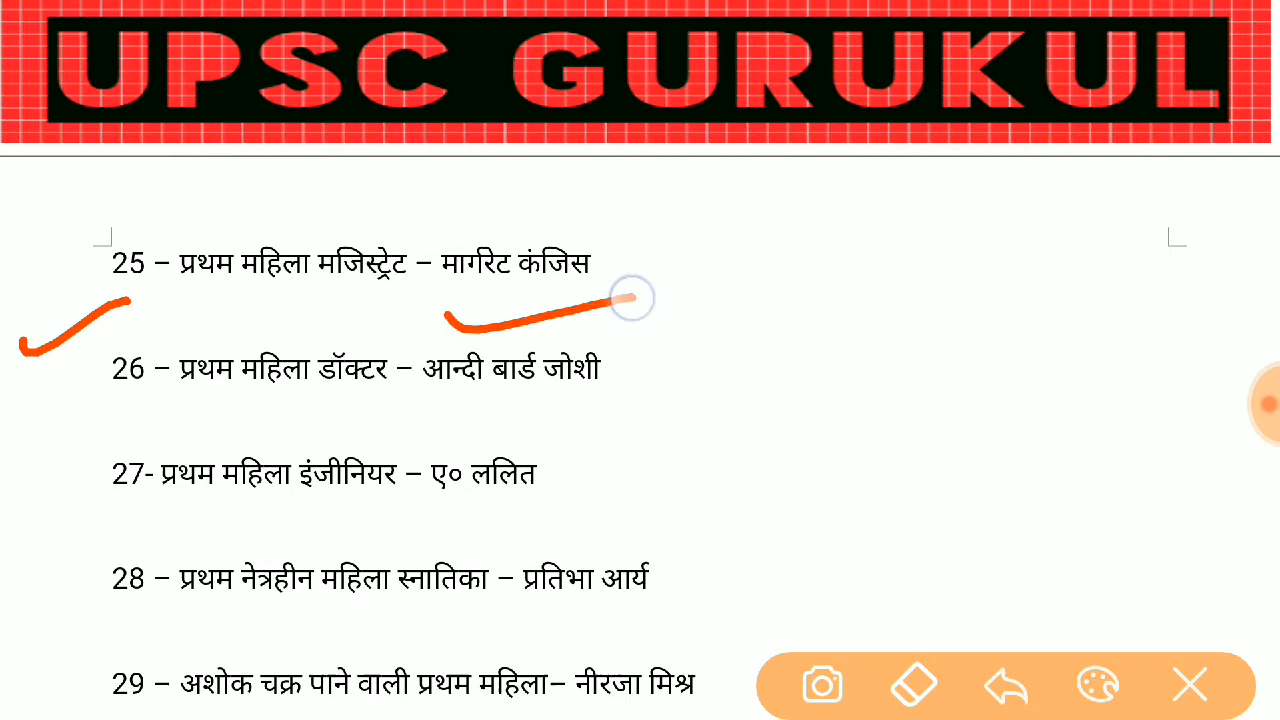 UPSC GURUKUL
25 – प्रथम महिला मजिस्ट्रेट – मार्गरेट कंजिस
26 – प्रथम महिला डॉक्टर – आन्दी बार्ड जोशी
27- प्रथम महिला इंजीनियर – ए० ललित
28 – प्रथम नेत्रहीन महिला स्नातिका – प्रतिभा आर्य
29 – अशोक चक्र पाने वाली प्रथम महिला– नीरजा मिश्र